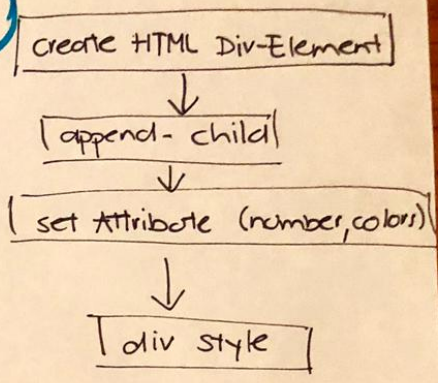 create HTML Div-Element
append-child
set Attribute (number,colors)
div style